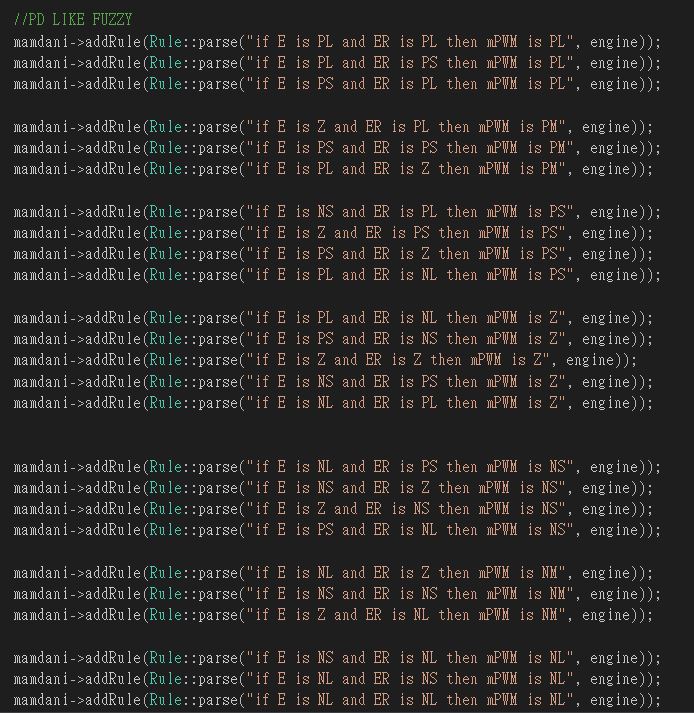 //PD LIKE FUZZY
mamdani->addRule(Rule::parse("if E is PL and ER is PL then mPWM is PL", engine));
mamdani->addRule(Rule::parse("if E is PL and ER is PS then mPWM is PL", engine));
mamdani->addRule(Rule::parse("if E is PS and ER is PL then mPWM is PL", engine));
mamdani->addRule(Rule::parse("if E is Z and ER is PL then mPWM is PM", engine));
mamdani->addRule(Rule::parse("if E is PS and ER is PS then mPWM is PM", engine));
mamdani->addRule(Rule::parse("if E is PL and ER is Z then mPWM is PM", engine));
mamdani->addRule(Rule::parse("if E is NS and ER is PL then mPWM is PS", engine));
mamdani->addRule(Rule::parse("if E is Z and ER is PS then mPWM is PS", engine));
mamdani->addRule(Rule::parse("if E is PS and ER is Z then mPWM is PS", engine));
mamdani->addRule(Rule::parse("if E is PL and ER is NL then mPWM is PS", engine));
mamdani->addRule(Rule::parse("if E is PL and ER is NL then mPWM is Z", engine));
mamdani->addRule(Rule::parse("if E is PS and ER is NS then mPWM is Z", engine));
mamdani->addRule(Rule::parse("if E is Z and ER is Z then mPWM is Z", engine));
mamdani->addRule(Rule::parse("if E is NS and ER is PS then mPWM is Z", engine));
mamdani->addRule(Rule::parse("if E is NL and ER is PL then mPWM is Z", engine));
mamdani->addRule(Rule::parse("if E is NL and ER is PS then mPWM is NS", engine));
mamdani->addRule(Rule::parse("if E is NS and ER is Z then mPWM is NS", engine));
mamdani->addRule(Rule::parse("if E is Z and ER is NS then mPWM is NS", engine));
mamdani->addRule(Rule::parse("if E is PS and ER is NL then mPWM is NS", engine));
mamdani->addRule(Rule::parse("if E is NL and ER is Z then mPWM is NM", engine));
mamdani->addRule(Rule::parse("if E is NS and ER is NS then mPWM is NM", engine));
mamdani->addRule(Rule::parse("if E is Z and ER is NL then mPWM is NM", engine));
mamdani->addRule(Rule::parse("if E is NS and ER is NL then mPWM is NL", engine));
mamdani->addRule(Rule::parse("if E is NL and ER is NS then mPWM is NL", engine));
mamdani->addRule(Rule::parse("if E is NL and ER is NL then mPWM is NL", engine));